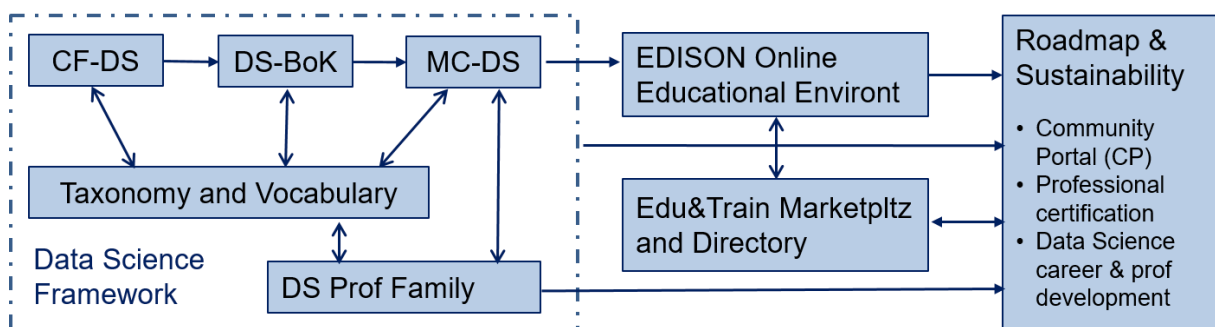 CF-DS
DS-BoK
MC-DS
Taxonomy and Vocabulary
Data Science
Framework
DS Prof Family
EDISON Online
Educational Environt
Edu&Train Marketpltz
and Directory
Roadmap &
Sustainability
• Community
Portal (CP)
• Professional
certification
• Data Science
career & prof
development